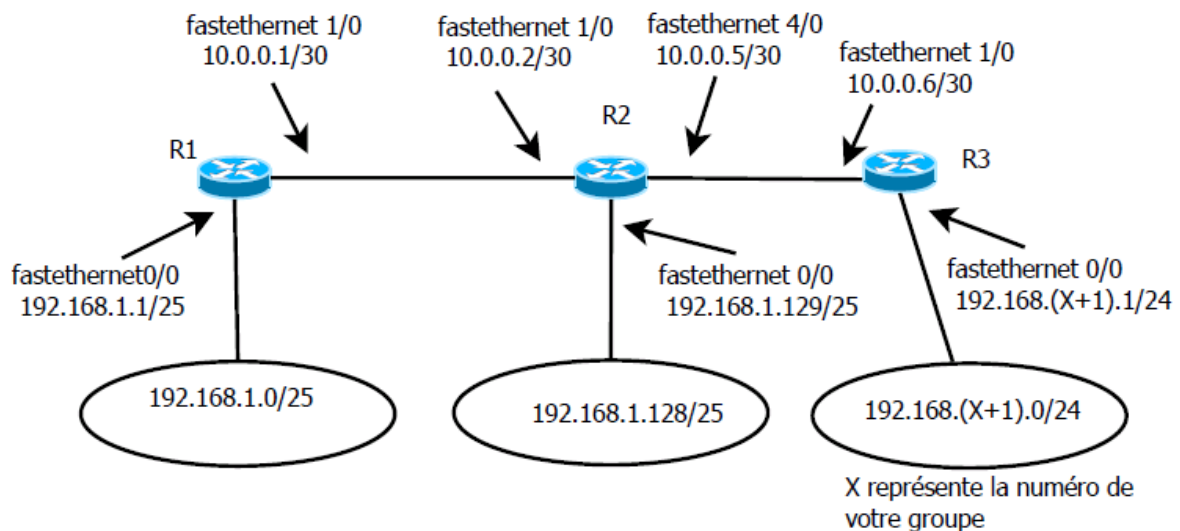 fastethernet 1/0
10.0.0.1/30
fastethernet 1/0
10.0.0.2/30
fastethernet 4/0
10.0.0.5/30
fastethernet 1/0
10.0.0.6/30
R1
R2
R3
fastethernet0/0
192.168.1.1/25
fastethernet 0/0
192.168.1.129/25
fastethernet 0/0
192.168.(X+1).1/24
192.168.1.0/25
192.168.1.128/25
192.168.(X+1).0/24
X représente la numéro de
votre groupe